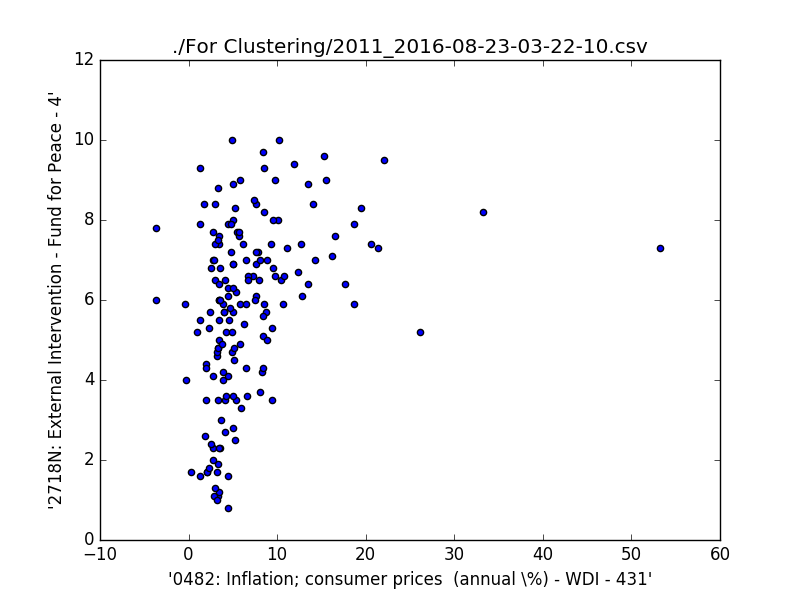 ./For Clustering/2011_2016-08-23-03-22-10.csv
12
10
8
6
4
2
0
'2718N: External Intervention - Fund for Peace - 4'
−10 0 10 20 30 40 50 60
'0482: Inflation; consumer prices  (annual \%) - WDI - 431'